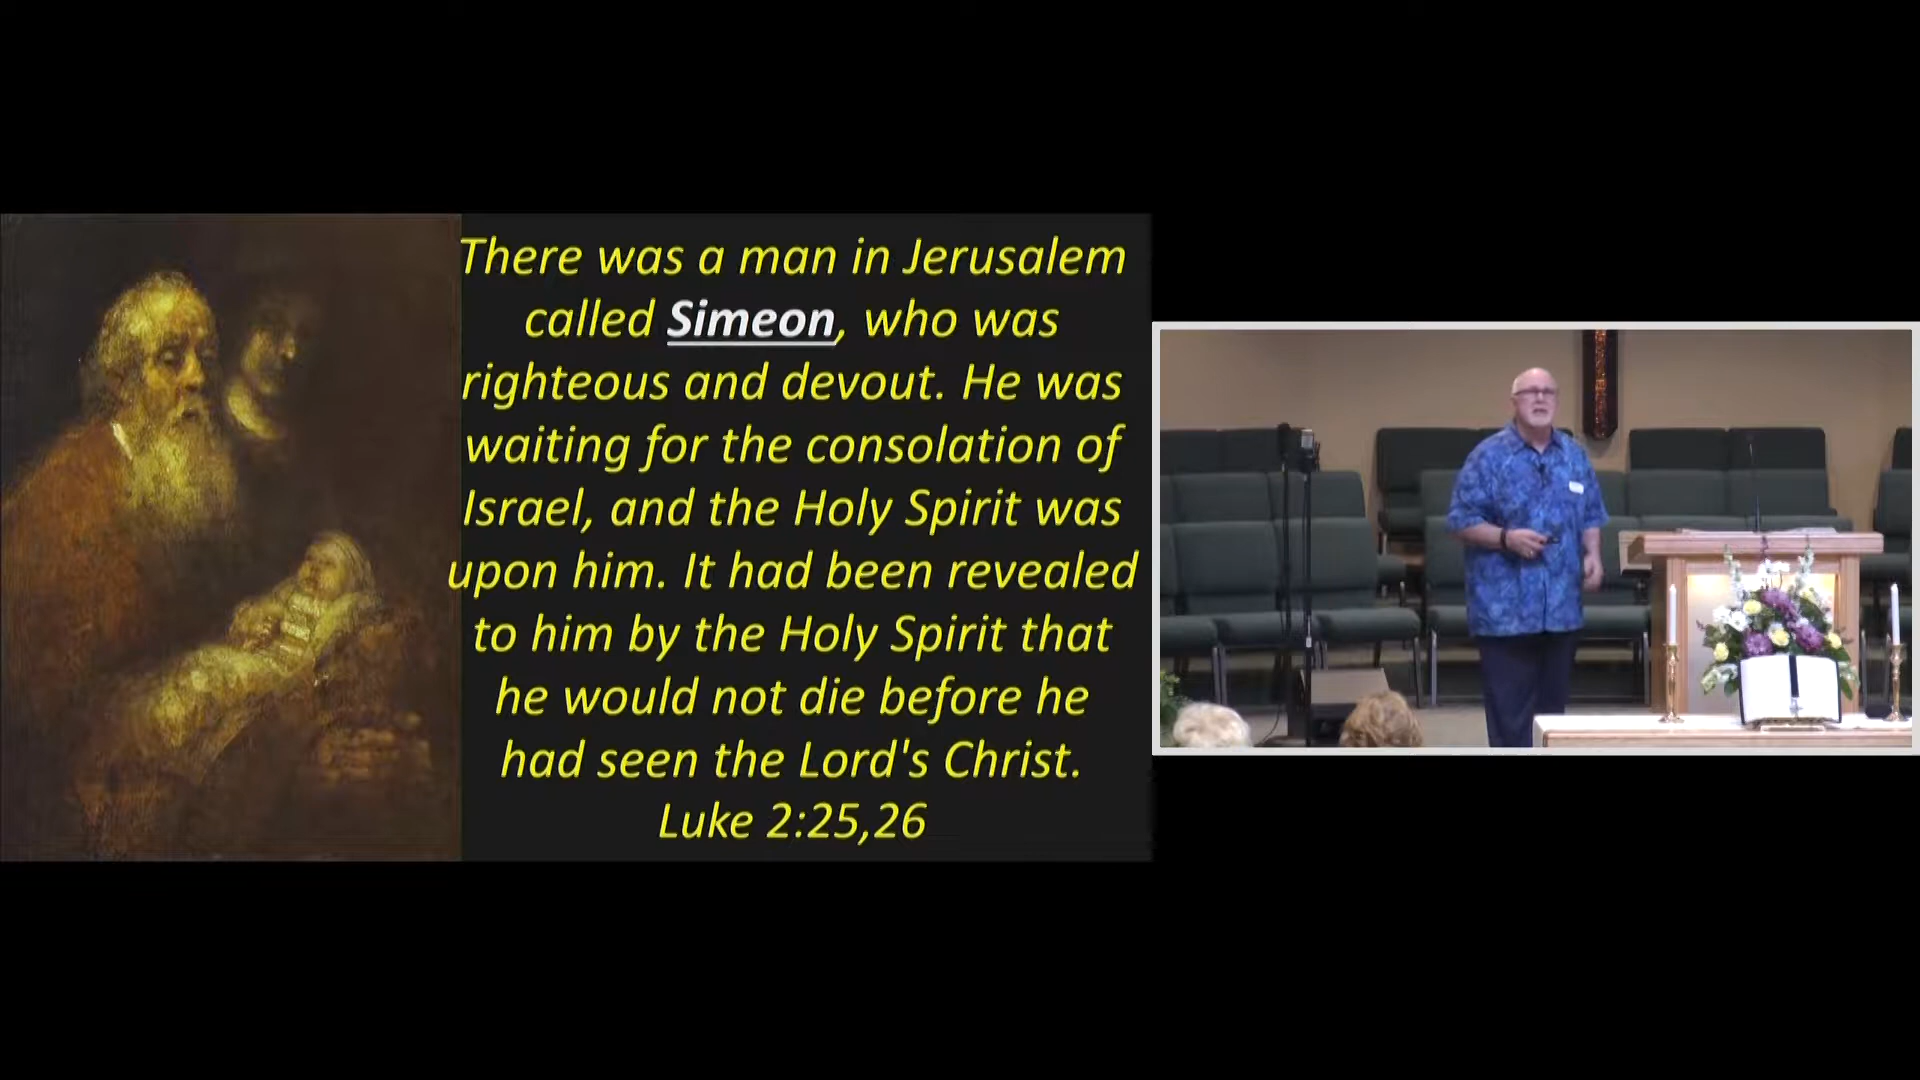 There was a man in Jerusalem
called Simeon, who was
righteous and devout. He was
waiting for the consolation of
Israel, and the Holy Spirit was
upon him. It had been revealed
to him by the Holy Spirit that
he would not die before he
had seen the Lord's Christ.
Luke 2:25,26